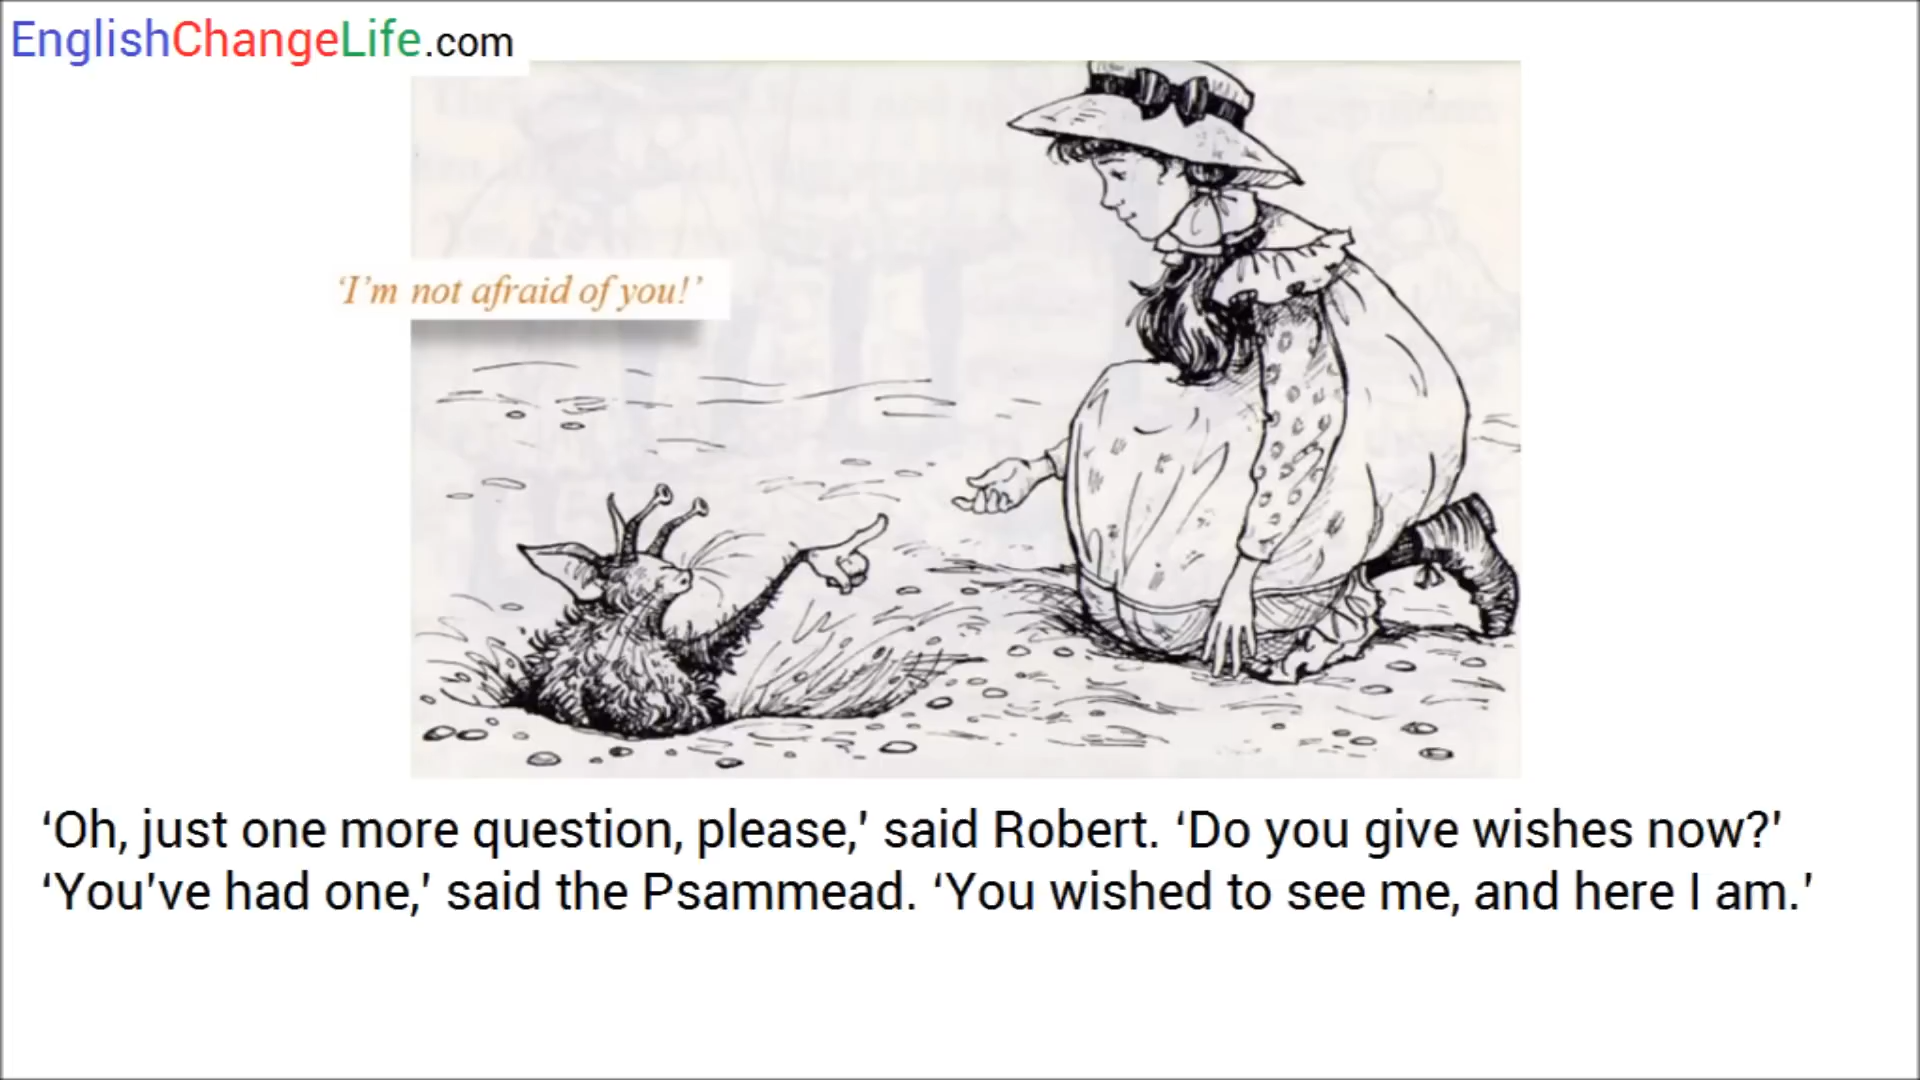 EnglishChangeLife.com
‘I’m not afraid of you!’
‘Oh, just one more question, please,’ said Robert. ‘Do you give wishes now?’
‘You’ve had one,’ said the Psammead. ‘You wished to see me, and here I am.’